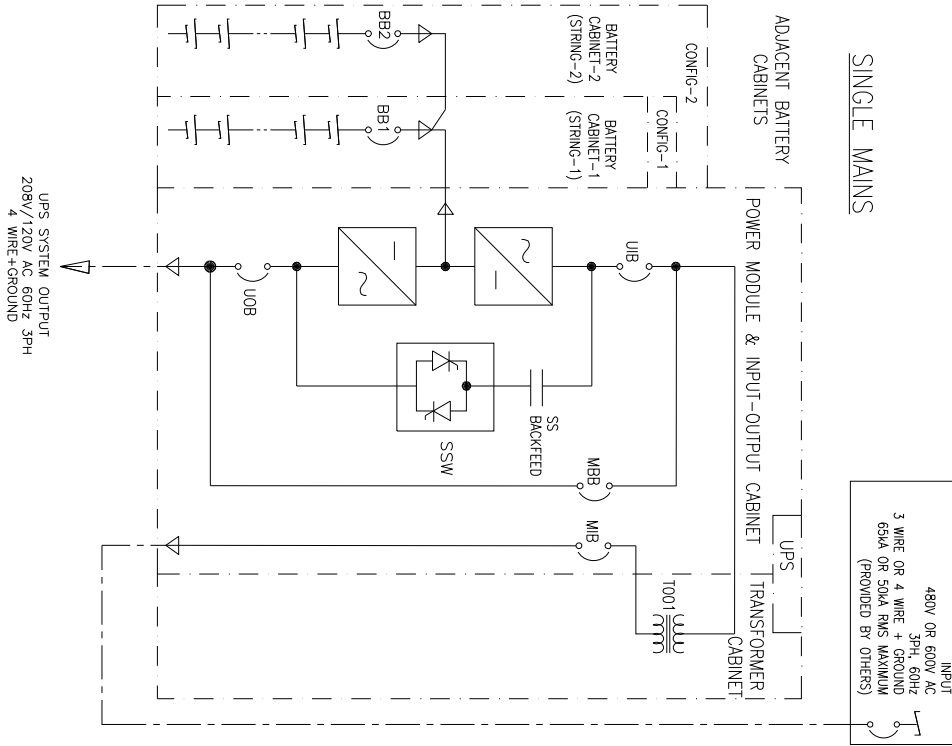 SINGLE MAINS
INPUT
480V OR 600V AC
3PH, 60Hz
3 WIRE OR 4 WIRE + GROUND
65kA OR 50kA RMS MAXIMUM
(PROVIDED BY OTHERS)
ADJACENT BATTERY
CABINETS
CONFIG-2
CONFIG-1
BATTERY
CABINET-2
(STRING-2)
BATTERY
CABINET-1
(STRING-1)
BB2
BB1
POWER MODULE & INPUT-OUTPUT CABINET
UPS
TRANSFORMER
CABINET
UIB
SS
BACKFEED
SSW
MBB
MIB
T001
UOB
UPS SYSTEM OUTPUT
208V/120V AC 60Hz 3PH
4 WIRE+GROUND